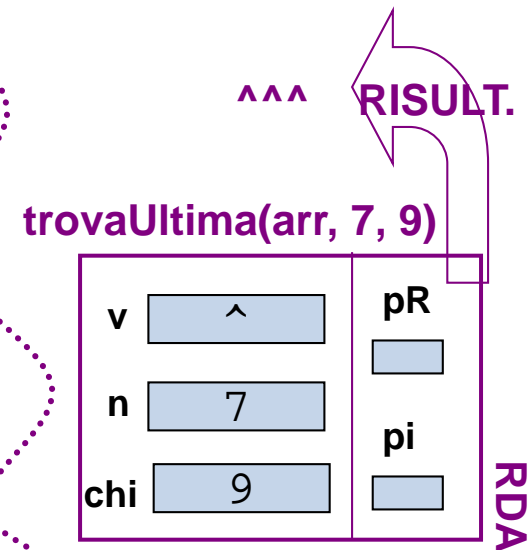 ^^^ RISULT.
trovaUltima(arr, 7, 9)
v ^ pR
n 7
pi
chi 9
RDA